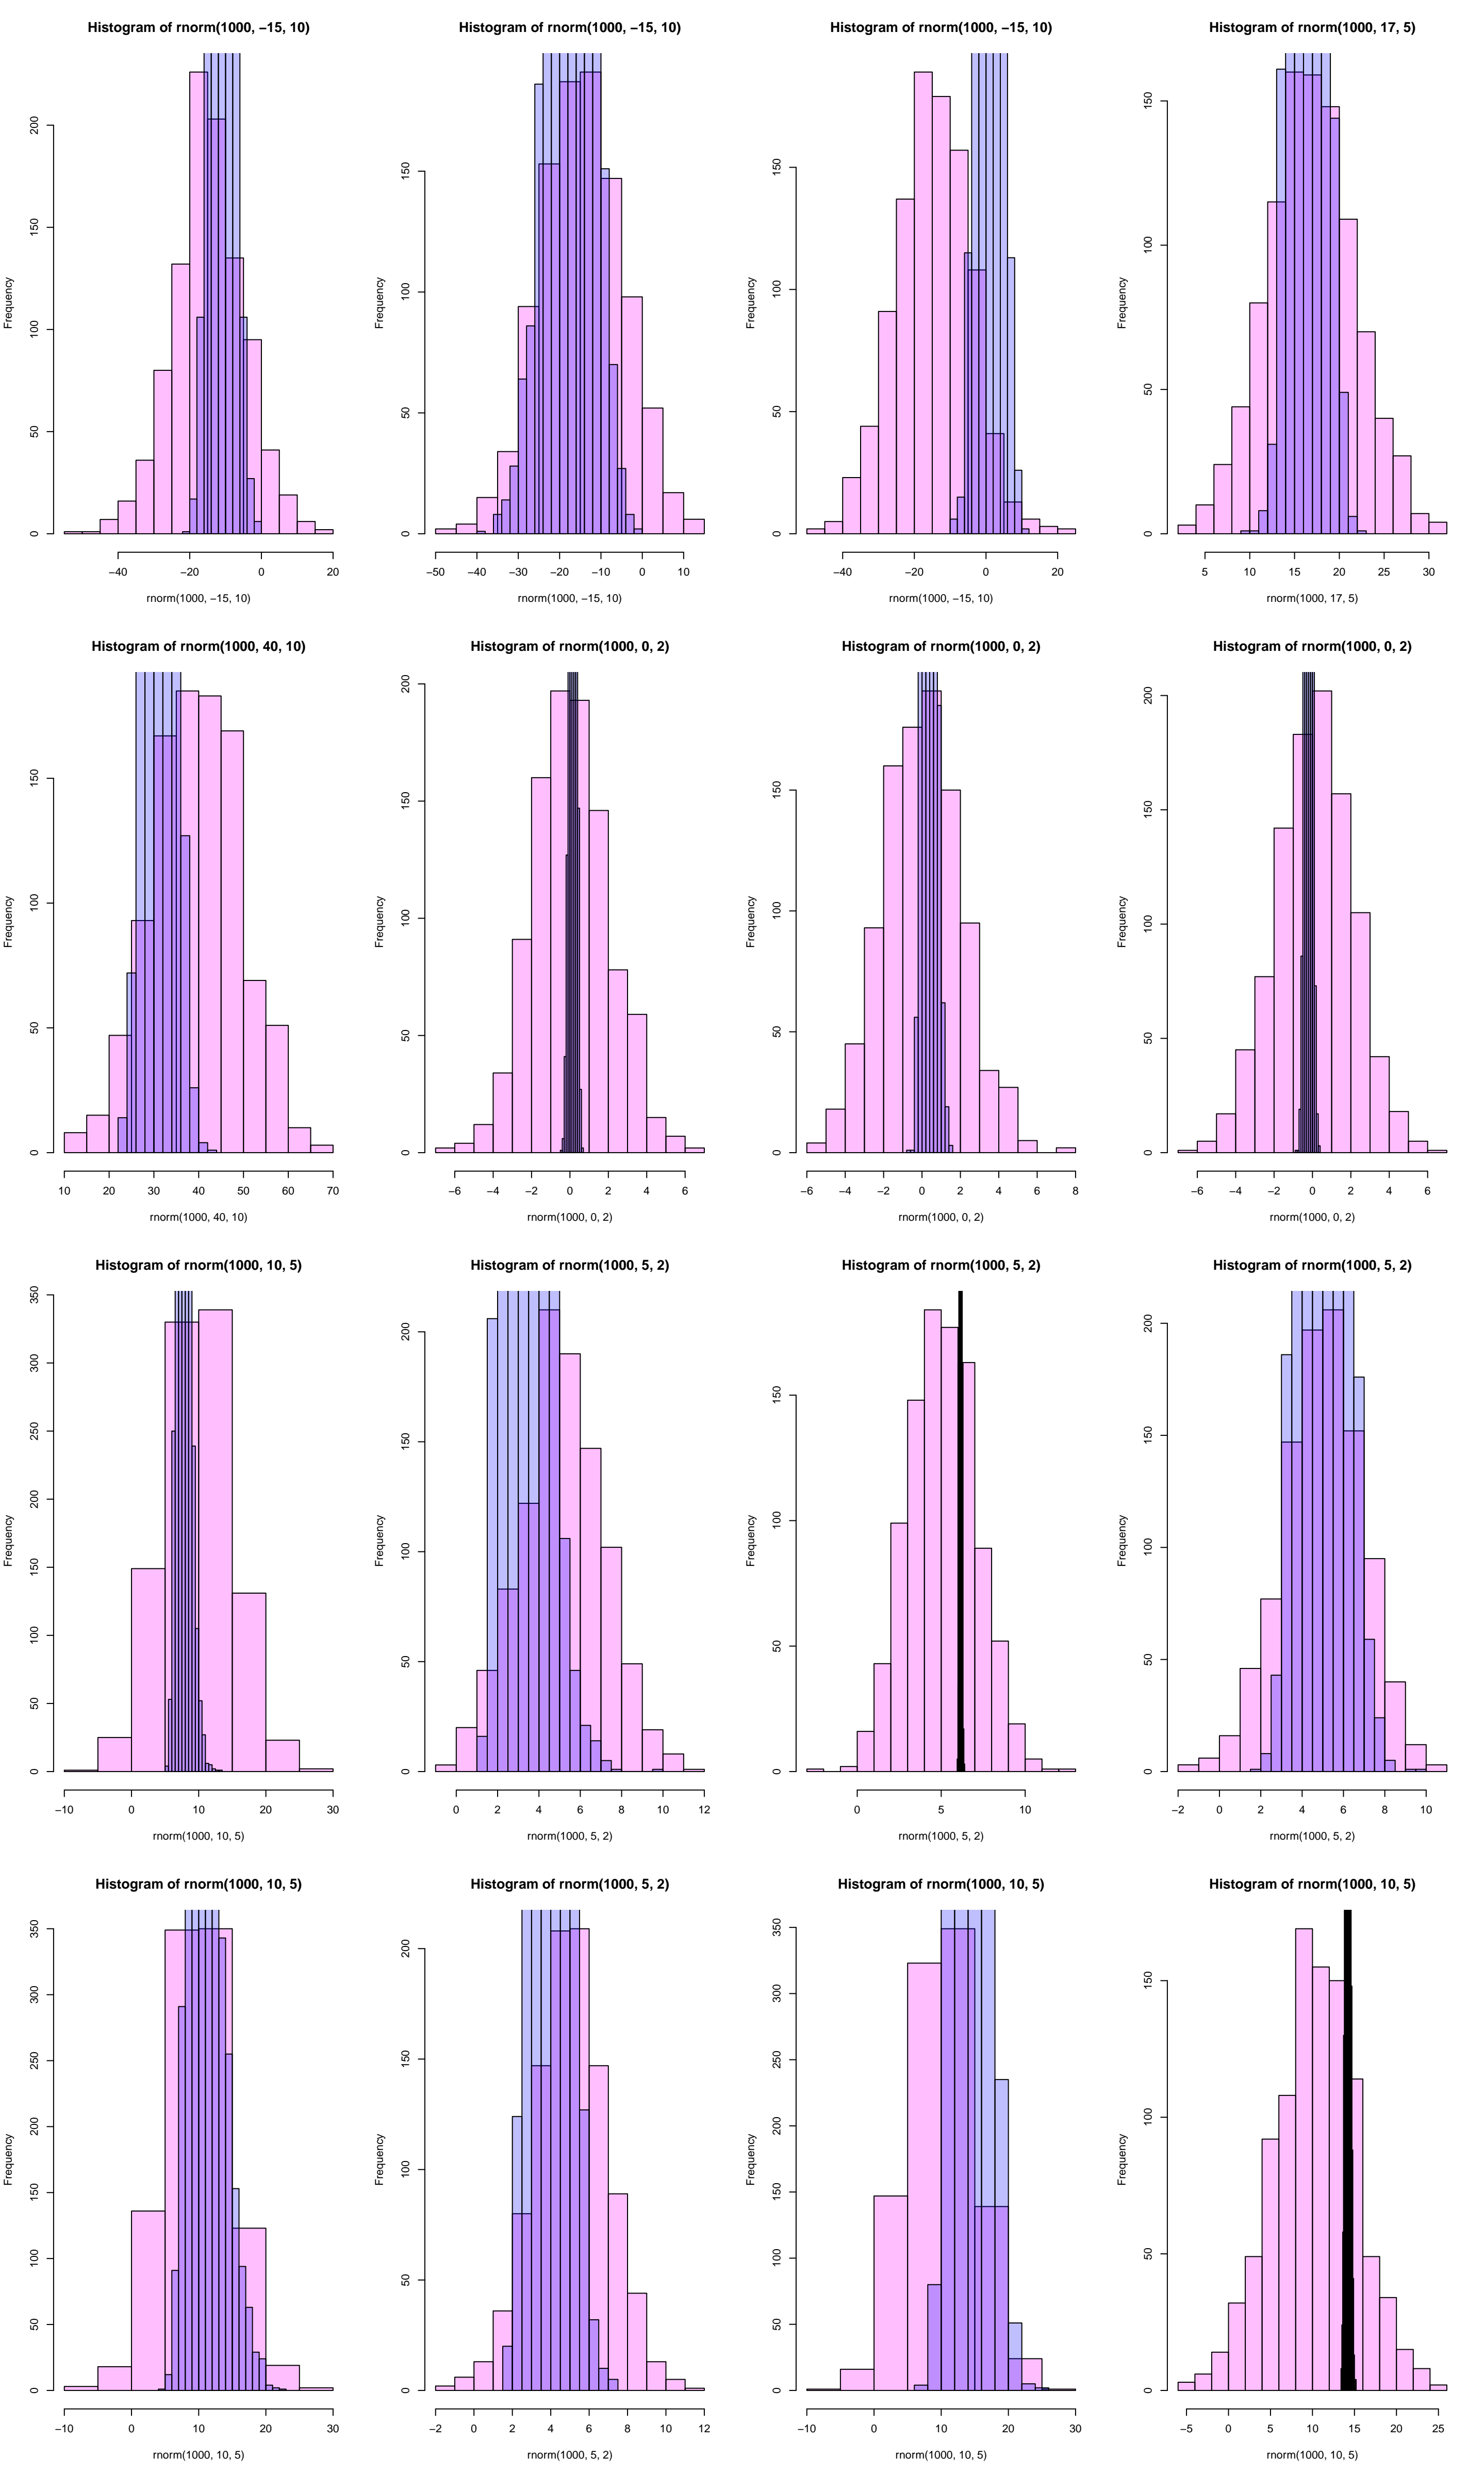 Histogram of rnorm(1000, −15, 10)
Frequency
0 50 100 150 200
−40 −20 0 20
rnorm(1000, −15, 10)
Histogram of rnorm(1000, −15, 10)
Frequency
0 50 100 150
−50 −40 −30 −20 −10 0 10
rnorm(1000, −15, 10)
Histogram of rnorm(1000, −15, 10)
Frequency
0 50 100 150
−40 −20 0 20
rnorm(1000, −15, 10)
Histogram of rnorm(1000, 17, 5)
Frequency
0 50 100 150
5 10 15 20 25 30
rnorm(1000, 17, 5)
Histogram of rnorm(1000, 40, 10)
Frequency
0 50 100 150
10 20 30 40 50 60 70
rnorm(1000, 40, 10)
Histogram of rnorm(1000, 0, 2)
Frequency
0 50 100 150 200
−6 −4 −2 0 2 4 6
rnorm(1000, 0, 2)
Histogram of rnorm(1000, 0, 2)
Frequency
0 50 100 150
−6 −4 −2 0 2 4 6 8
rnorm(1000, 0, 2)
Histogram of rnorm(1000, 0, 2)
Frequency
0 50 100 150 200
−6 −4 −2 0 2 4 6
rnorm(1000, 0, 2)
Histogram of rnorm(1000, 10, 5)
Frequency
0 50 100 150 200 250 300 350
−10 0 10 20 30
rnorm(1000, 10, 5)
Histogram of rnorm(1000, 5, 2)
Frequency
0 50 100 150 200
0 2 4 6 8 10 12
rnorm(1000, 5, 2)
Histogram of rnorm(1000, 5, 2)
Frequency
0 50 100 150
0 5 10
rnorm(1000, 5, 2)
Histogram of rnorm(1000, 5, 2)
Frequency
0 50 100 150 200
−2 0 2 4 6 8 10
rnorm(1000, 5, 2)
Histogram of rnorm(1000, 10, 5)
Frequency
0 50 100 150 200 250 300 350
−10 0 10 20 30
rnorm(1000, 10, 5)
Histogram of rnorm(1000, 5, 2)
Frequency
0 50 100 150 200
−2 0 2 4 6 8 10 12
rnorm(1000, 5, 2)
Histogram of rnorm(1000, 10, 5)
Frequency
0 50 100 150 200 250 300 350
−10 0 10 20 30
rnorm(1000, 10, 5)
Histogram of rnorm(1000, 10, 5)
Frequency
0 50 100 150
−5 0 5 10 15 20 25
rnorm(1000, 10, 5)